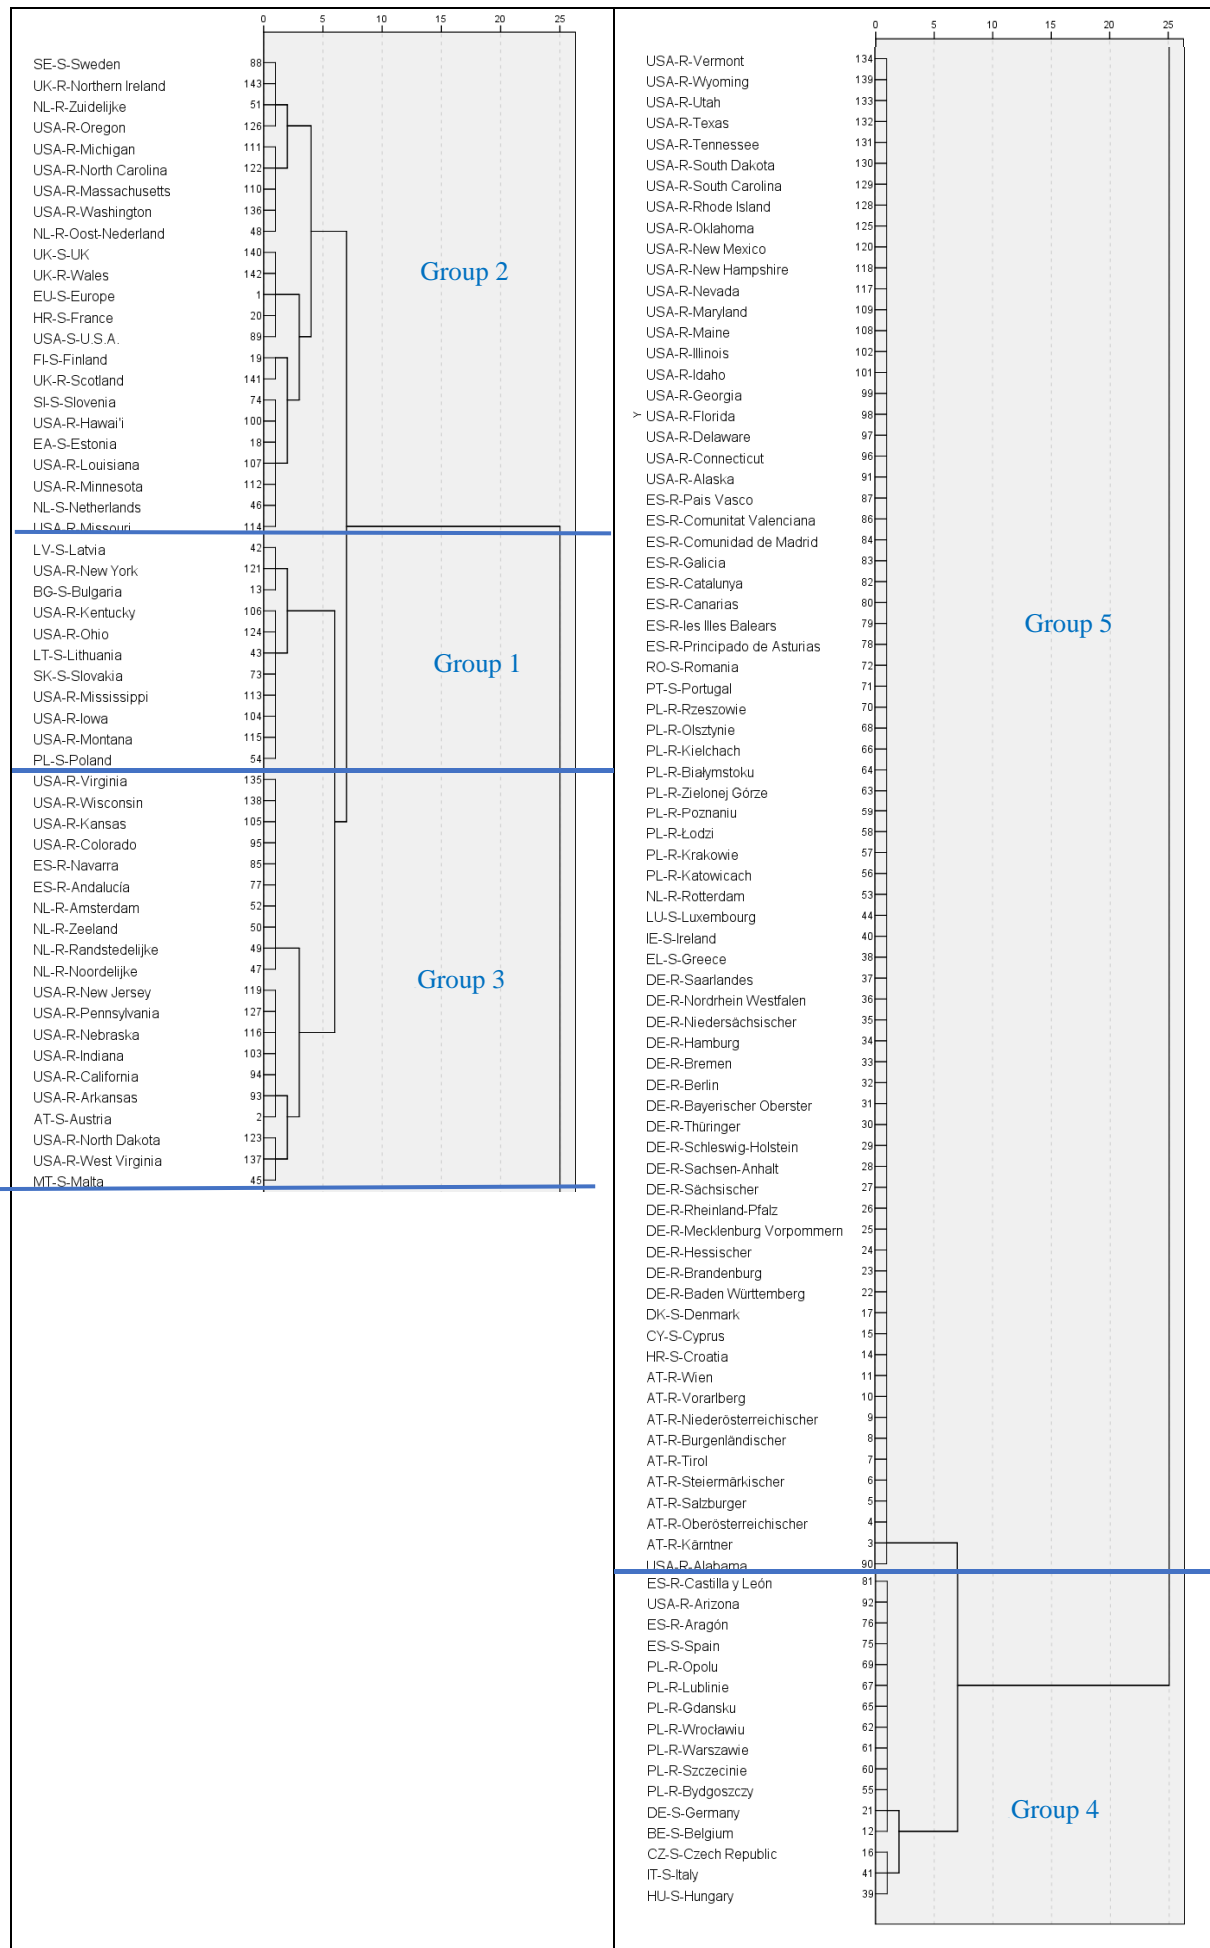 0 5 10 15 20 25
SE-S-Sweden 88
UK-R-Northern Ireland 143
NL-R-Zuidelijke 51
USA-R-Oregon 126
USA-R-Michigan 111
USA-R-North Carolina 122
USA-R-Massachusetts 110
USA-R-Washington 136
NL-R-Oost-Nederland 48
UK-S-UK 140
UK-R-Wales 142
Group 2
EU-S-Europe 1
HR-S-France 20
USA-S-U.S.A. 89
FI-S-Finland 19
UK-R-Scotland 141
SI-S-Slovenia 74
USA-R-Hawai'i 100
EA-S-Estonia 18
USA-R-Louisiana 107
USA-R-Minnesota 112
NL-S-Netherlands 46
USA-R-Missouri 114
LV-S-Latvia 42
USA-R-New York 121
BG-S-Bulgaria 13
USA-R-Kentucky 106
USA-R-Ohio 124
LT-S-Lithuania 43
Group 1
SK-S-Slovakia 73
USA-R-Mississippi 113
USA-R-Iowa 104
USA-R-Montana 115
PL-S-Poland 54
USA-R-Virginia 135
USA-R-Wisconsin 138
USA-R-Kansas 105
USA-R-Colorado 95
ES-R-Navarra 85
ES-R-Andalucía 77
NL-R-Amsterdam 52
NL-R-Zeeland 50
NL-R-Randstedelijke 49
NL-R-Noordelijke 47
Group 3
USA-R-New Jersey 119
USA-R-Pennsylvania 127
USA-R-Nebraska 116
USA-R-Indiana 103
USA-R-California 94
USA-R-Arkansas 93
AT-S-Austria 2
USA-R-North Dakota 123
USA-R-West Virginia 137
MT-S-Malta 45
0 5 10 15 20 25
USA-R-Vermont 134
USA-R-Wyoming 139
USA-R-Utah 133
USA-R-Texas 132
USA-R-Tennessee 131
USA-R-South Dakota 130
USA-R-South Carolina 129
USA-R-Rhode Island 128
USA-R-Oklahoma 125
USA-R-New Mexico 120
USA-R-New Hampshire 118
USA-R-Nevada 117
USA-R-Maryland 109
USA-R-Maine 108
USA-R-Illinois 102
USA-R-Idaho 101
USA-R-Georgia 99
Y USA-R-Florida 98
USA-R-Delaware 97
USA-R-Connecticut 96
USA-R-Alaska 91
ES-R-Pais Vasco 87
ES-R-Comunitat Valenciana 86
ES-R-Comunidad de Madrid 84
ES-R-Galicia 83
ES-R-Catalunya 82
ES-R-Canarias 80
ES-R-les Illes Balears 79
Group 5
ES-R-Principado de Asturias 78
RO-S-Romania 72
PT-S-Portugal 71
PL-R-Rzeszowie 70
PL-R-Olsztynie 68
PL-R-Kielchach 66
PL-R-Białymstoku 64
PL-R-Zielonej Górze 63
PL-R-Poznaniu 59
PL-R-Łodzi 58
PL-R-Krakowie 57
PL-R-Katowicach 56
NL-R-Rotterdam 53
LU-S-Luxembourg 44
IE-S-Ireland 40
EL-S-Greece 38
DE-R-Saarlandes 37
DE-R-Nordrhein Westfalen 36
DE-R-Niedersächsischer 35
DE-R-Hamburg 34
DE-R-Bremen 33
DE-R-Berlin 32
DE-R-Bayerischer Oberster 31
DE-R-Thüringer 30
DE-R-Schleswig-Holstein 29
DE-R-Sachsen-Anhalt 28
DE-R-Sächsischer 27
DE-R-Rheinland-Pfalz 26
DE-R-Mecklenburg Vorpommern 25
DE-R-Hessischer 24
DE-R-Brandenburg 23
DE-R-Baden Württemberg 22
DK-S-Denmark 17
CY-S-Cyprus 15
HR-S-Croatia 14
AT-R-Wien 11
AT-R-Vorarlberg 10
AT-R-Niederösterreichischer 9
AT-R-Burgenländischer 8
AT-R-Tirol 7
AT-R-Steiermärkischer 6
AT-R-Salzburger 5
AT-R-Oberösterreichischer 4
AT-R-Kärntner 3
USA-R-Alabama 90
ES-R-Castilla y León 81
USA-R-Arizona 92
ES-R-Aragón 76
ES-S-Spain 75
PL-R-Opolu 69
PL-R-Lublinie 67
PL-R-Gdansku 65
PL-R-Wrocławiu 62
PL-R-Warszawie 61
PL-R-Szczecinie 60
PL-R-Bydgoszczy 55
DE-S-Germany 21
Group 4
BE-S-Belgium 12
CZ-S-Czech Republic 16
IT-S-Italy 41
HU-S-Hungary 39